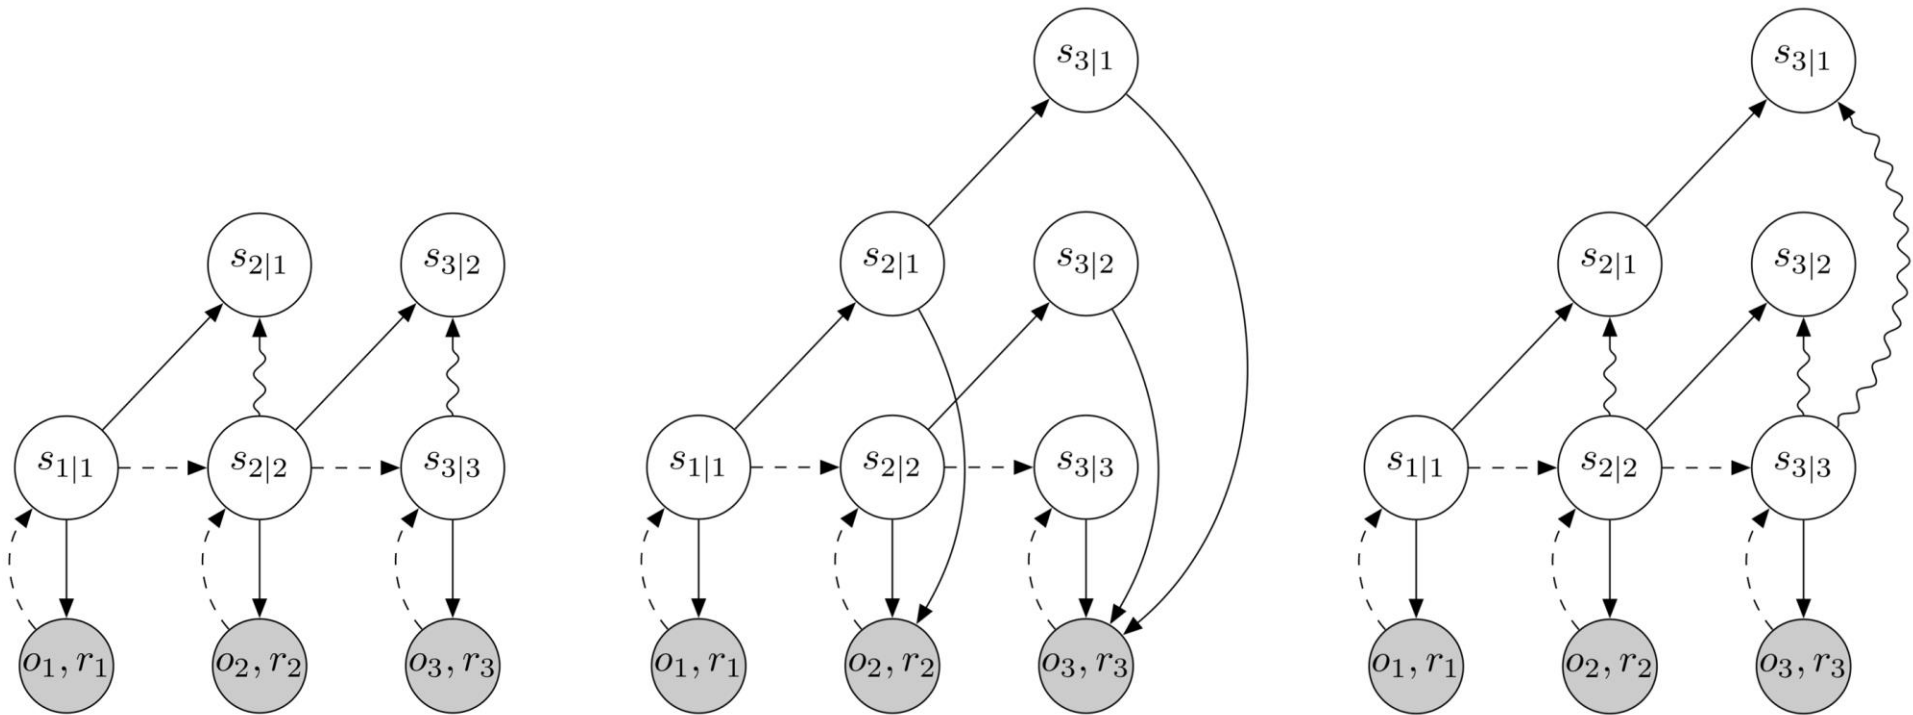 s_{3|1} s_{3|1}
s_{2|1} s_{3|2} s_{2|1} s_{3|2} s_{2|1} s_{3|2}
s_{1|1} s_{2|2} s_{3|3} s_{1|1} s_{2|2} s_{3|3} s_{1|1} s_{2|2} s_{3|3}
o_1, r_1 o_2, r_2 o_3, r_3 o_1, r_1 o_2, r_2 o_3, r_3 o_1, r_1 o_2, r_2 o_3, r_3